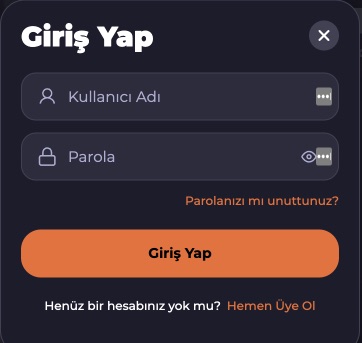 Giriş Yap
Kullanıcı Adı
Parola
Parolanızı mı unuttunuz?
Giriş Yap
Henüz bir hesabınız yok mu? Hemen Üye Ol